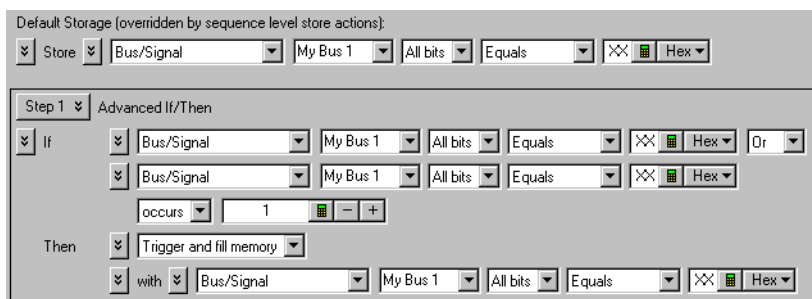 Default Storage (overridden by sequence level store actions):
Store Bus/Signal My Bus 1 All bits Equals XX Hex
Step 1 Advanced If/Then
If Bus/Signal My Bus 1 All bits Equals XX Hex Or
Bus/Signal My Bus 1 All bits Equals XX Hex
occurs 1 − +
Then Trigger and fill memory
with Bus/Signal My Bus 1 All bits Equals XX Hex